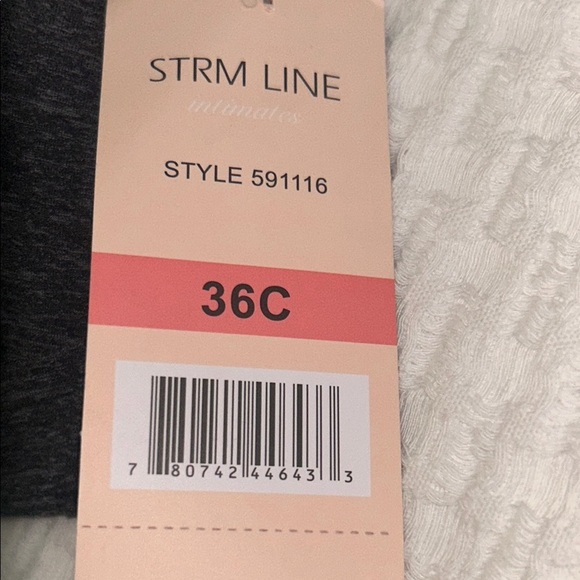 STRM LINE
intimates
STYLE 591116
36C
7 80742 44643 3